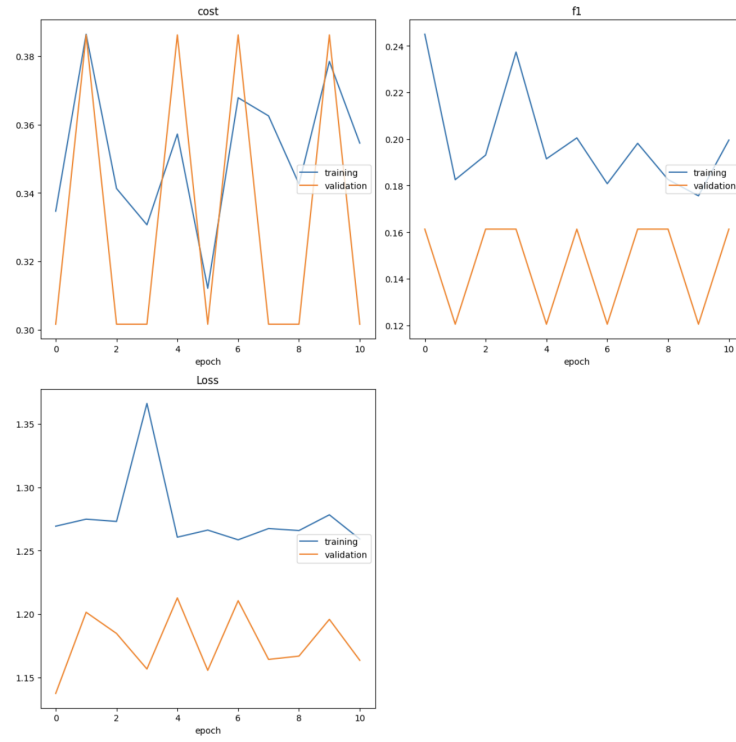 cost
0.38
0.36
0.34
0.32
0.30
training
validation
0 2 4 6 8 10
epoch
f1
0.24
0.22
0.20
0.18
0.16
0.14
0.12
training
validation
0 2 4 6 8 10
epoch
Loss
1.35
1.30
1.25
1.20
1.15
training
validation
0 2 4 6 8 10
epoch